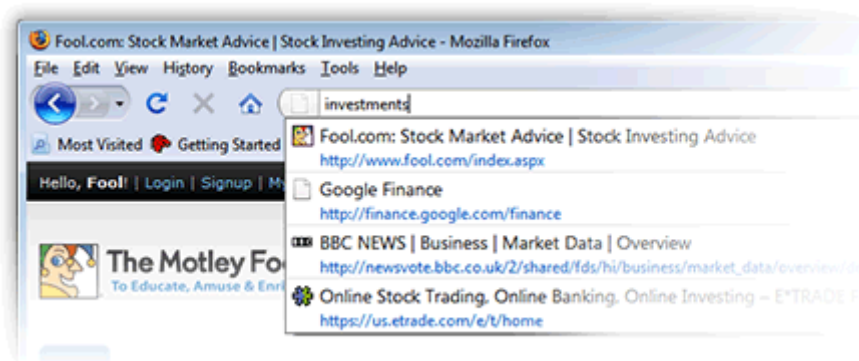 Fool.com: Stock Market Advice | Stock Investing Advice - Mozilla Firefox
File Edit View History Bookmarks Tools Help
investments
Most Visited Getting Started
Fool.com: Stock Market Advice | Stock Investing Advice
http://www.fool.com/index.aspx
Hello, Fool! | Login | Signup | My
Google Finance
http://finance.google.com/finance
BBC NEWS | Business | Market Data | Overview
http://newsvote.bbc.co.uk/2/shared/fds/hi/business/market_data/overview/
The Motley Fo
To Educate, Amuse & Enri
Online Stock Trading, Online Banking, Online Investing – E*TRADE F
https://us.etrade.com/e/t/home